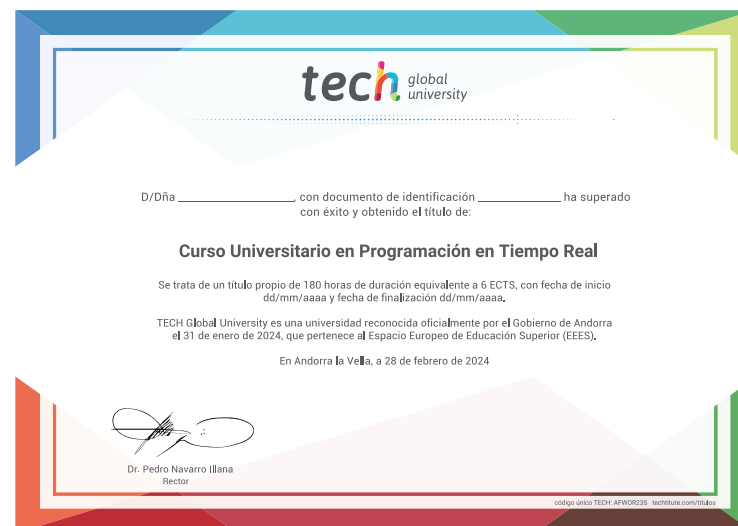 tech global university
D/Dña ____________________, con documento de identificación ______________ ha superado
con éxito y obtenido el título de:
Curso Universitario en Programación en Tiempo Real
Se trata de un título propio de 180 horas de duración equivalente a 6 ECTS, con fecha de inicio
dd/mm/aaaa y fecha de finalización dd/mm/aaaa.
TECH Global University es una universidad reconocida oficialmente por el Gobierno de Andorra
el 31 de enero de 2024, que pertenece al Espacio Europeo de Educación Superior (EEES).
En Andorra la Vella, a 28 de febrero de 2024
Dr. Pedro Navarro Illana
Rector
código único TECH: AFWOR23S techtitute.com/titulos